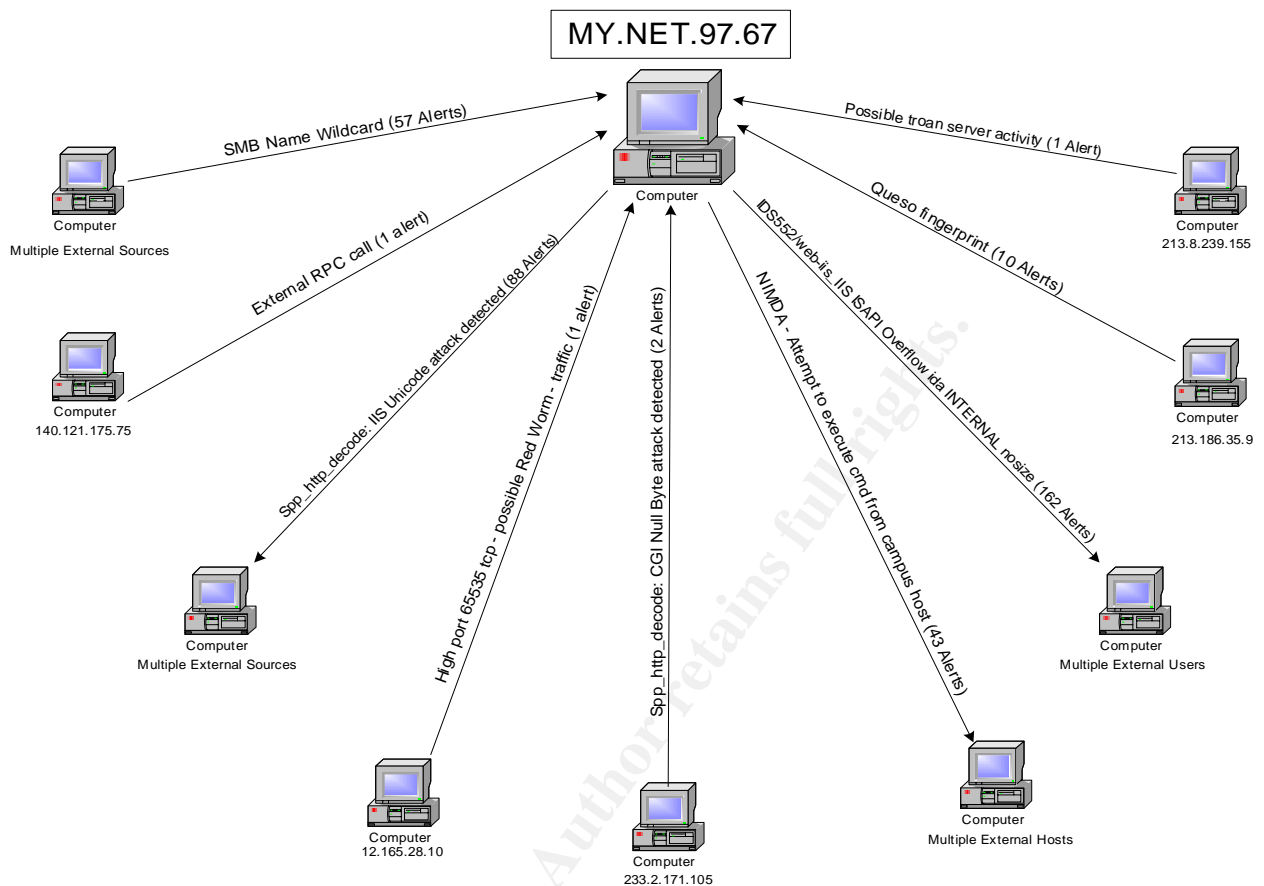 MY.NET.97.67
Computer
SMB Name Wildcard (57 Alerts)
Computer
Multiple External Sources
External RPC call (1 alert)
Computer
140.121.175.75
Spp_http_decode: IIS Unicode attack detected (88 Alerts)
Computer
Multiple External Sources
High port 65535 tcp - possible Red Worm - traffic (1 alert)
Computer
12.165.28.10
Spp_http_decode: CGI Null Byte attack detected (2 Alerts)
Computer
233.2.171.105
NIMDA - Attempt to execute cmd from campus host (43 Alerts)
Computer
Multiple External Hosts
IDS552/web-iis_IIS ISAPI Overflow ida INTERNAL nosize (162 Alerts)
Computer
Multiple External Users
Queso fingerprint (10 Alerts)
Computer
213.186.35.9
Possible troan server activity (1 Alert)
Computer
213.8.239.155
Author retains full rights.